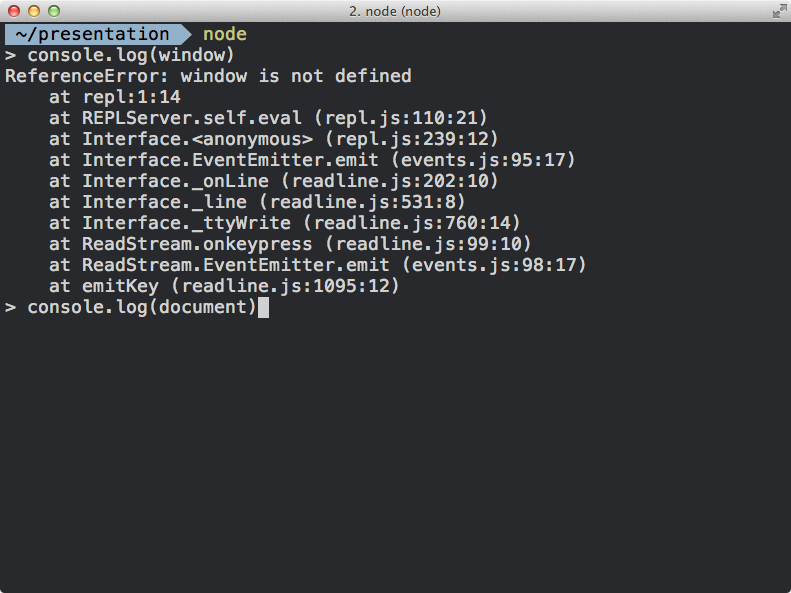 2. node (node)
~/presentation node
> console.log(window)
ReferenceError: window is not defined
    at repl:1:14
    at REPLServer.self.eval (repl.js:110:21)
    at Interface.<anonymous> (repl.js:239:12)
    at Interface.EventEmitter.emit (events.js:95:17)
    at Interface._onLine (readline.js:202:10)
    at Interface._line (readline.js:531:8)
    at Interface._ttyWrite (readline.js:760:14)
    at ReadStream.onkeypress (readline.js:99:10)
    at ReadStream.EventEmitter.emit (events.js:98:17)
    at emitKey (readline.js:1095:12)
> console.log(document)